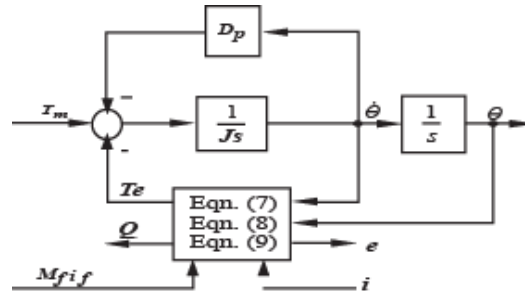 Dp
Tm
1
Js
θ̇
1
s
θ
Te
Eqn. (7)
Eqn. (8)
Eqn. (9)
Q
e
Mfif
i